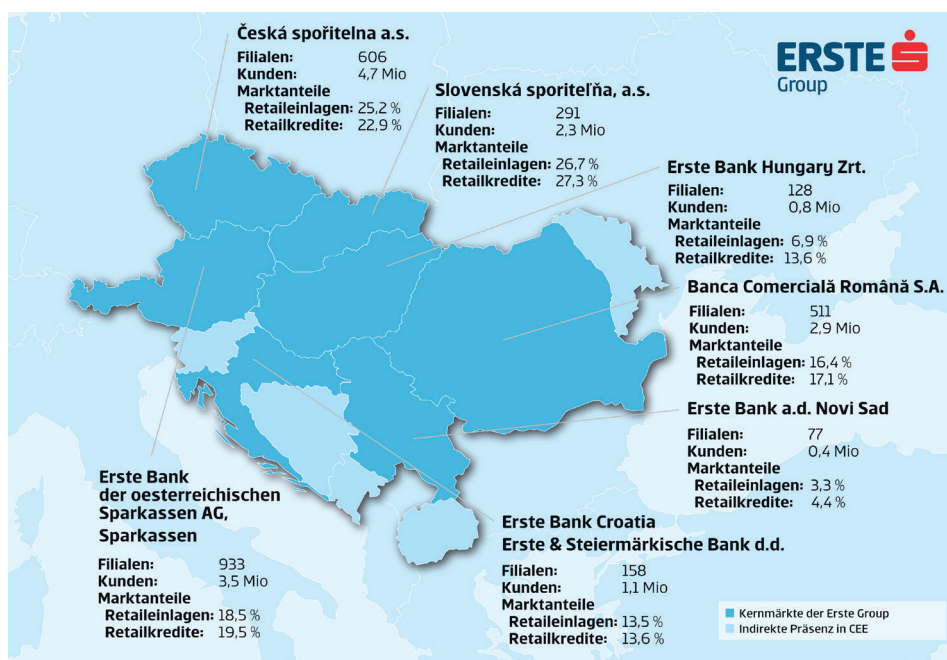 Česká spořitelna a.s.
Filialen: 606
Kunden: 4,7 Mio
Marktanteile
Retaileinlagen: 25,2 %
Retailkredite: 22,9 %
ERSTE
Group
Slovenská sporiteľňa, a.s.
Filialen: 291
Kunden: 2,3 Mio
Marktanteile
Retaileinlagen: 26,7 %
Retailkredite: 27,3 %
Erste Bank Hungary Zrt.
Filialen: 128
Kunden: 0,8 Mio
Marktanteile
Retaileinlagen: 6,9 %
Retailkredite: 13,6 %
Banca Comercială Română S.A.
Filialen: 511
Kunden: 2,9 Mio
Marktanteile
Retaileinlagen: 16,4 %
Retailkredite: 17,1 %
Erste Bank a.d. Novi Sad
Filialen: 77
Kunden: 0,4 Mio
Marktanteile
Retaileinlagen: 3,3 %
Retailkredite: 4,4 %
Erste Bank
der oesterreichischen
Sparkassen AG,
Sparkassen
Filialen: 933
Kunden: 3,5 Mio
Marktanteile
Retaileinlagen: 18,5 %
Retailkredite: 19,5 %
Erste Bank Croatia
Erste & Steiermärkische Bank d.d.
Filialen: 158
Kunden: 1,1 Mio
Marktanteile
Retaileinlagen: 13,5 %
Retailkredite: 13,6 %
Kernmärkte der Erste Group
Indirekte Präsenz in CEE